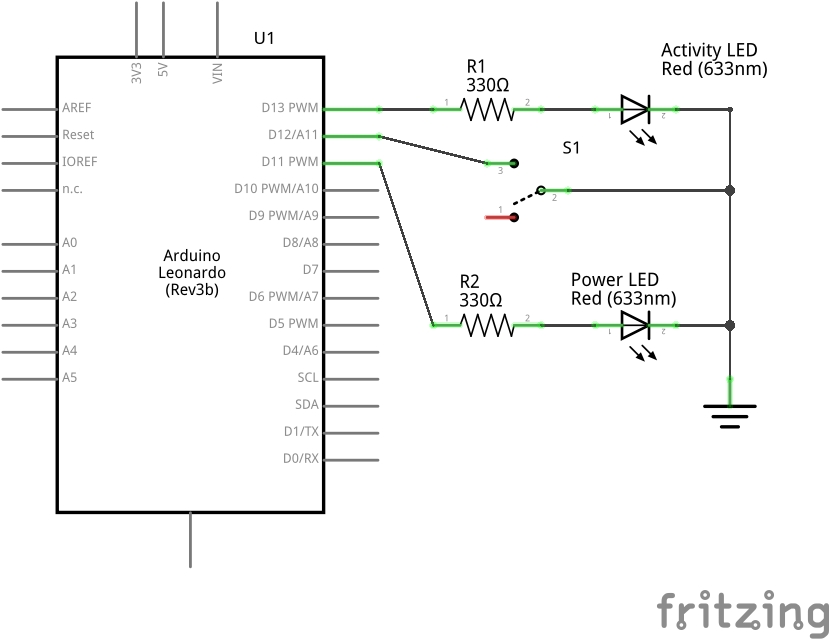 U1
3V3
5V
VIN
AREF
Reset
IOREF
n.c.
A0
A1
A2
A3
A4
A5
Arduino
Leonardo
(Rev3b)
D13 PWM
D12/A11
D11 PWM
D10 PWM/A10
D9 PWM/A9
D8/A8
D7
D6 PWM/A7
D5 PWM
D4/A6
SCL
SDA
D1/TX
D0/RX
R1
330Ω
1
2
Activity LED
Red (633nm)
1
2
S1
3
2
1
R2
330Ω
1
2
Power LED
Red (633nm)
1
2
fritzing